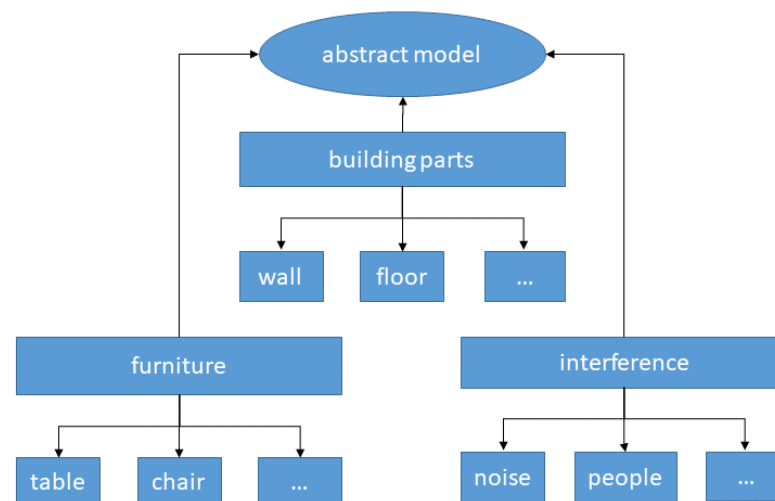 abstract model
building parts
wall
floor
...
furniture
interference
table
chair
...
noise
people
...